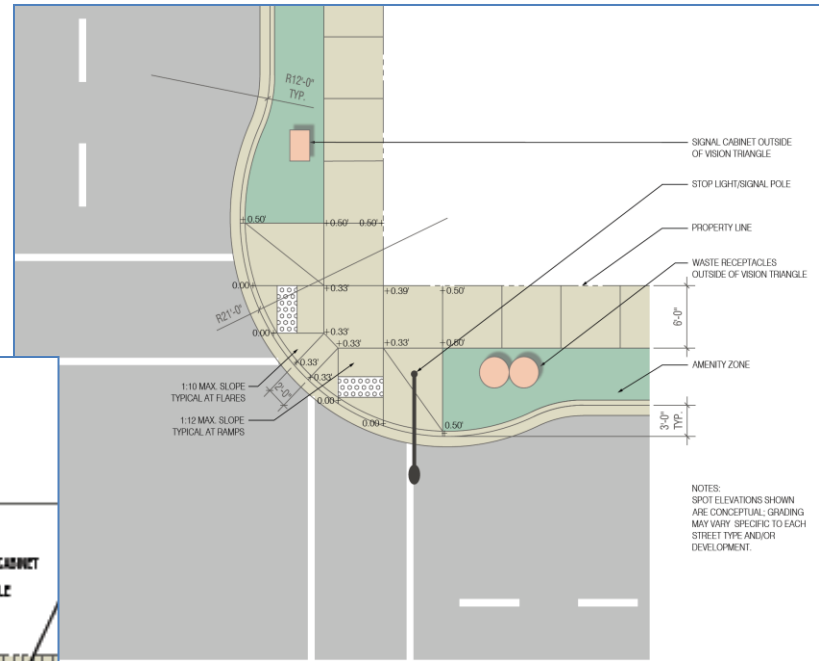 R12'-0"
TYP.
SIGNAL CABINET OUTSIDE
OF VISION TRIANGLE
STOP LIGHT/SIGNAL POLE
PROPERTY LINE
WASTE RECEPTACLES
OUTSIDE OF VISION TRIANGLE
+0.50'
+0.50'
0.50'+
0.00
+0.33'
+0.39'
+0.50'
6'-0"
R21'-0"
0.00
+0.33'
+0.33'
+0.33'
+0.50'
AMENITY ZONE
1:10 MAX. SLOPE
TYPICAL AT FLARES
+0.33'
+0.33'
2'-0"
0.00
1:12 MAX. SLOPE
TYPICAL AT RAMPS
0.00
0.50'
3'-0"
TYP.
NOTES:
SPOT ELEVATIONS SHOWN
ARE CONCEPTUAL; GRADING
MAY VARY SPECIFIC TO EACH
STREET TYPE AND/OR
DEVELOPMENT.
CABINET